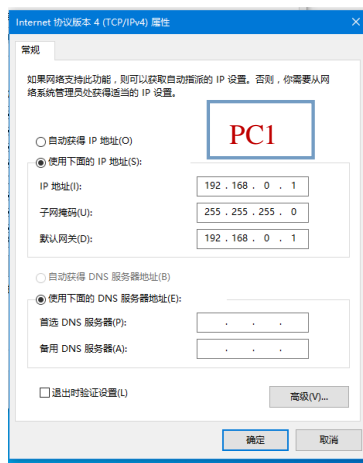 Internet 协议版本 4 (TCP/IPv4) 属性
常规
如果网络支持此功能，则可以获取自动指派的 IP 设置。否则，你需要从网
络系统管理员处获得适当的 IP 设置。
PC1
自动获得 IP 地址(O)
使用下面的 IP 地址(S):
IP 地址(I): 192 . 168 . 0 . 1
子网掩码(U): 255 . 255 . 255 . 0
默认网关(D): 192 . 168 . 0 . 1
自动获得 DNS 服务器地址(B)
使用下面的 DNS 服务器地址(E):
首选 DNS 服务器(P): . . .
备用 DNS 服务器(A): . . .
退出时验证设置(L)
高级(V)...
确定 取消